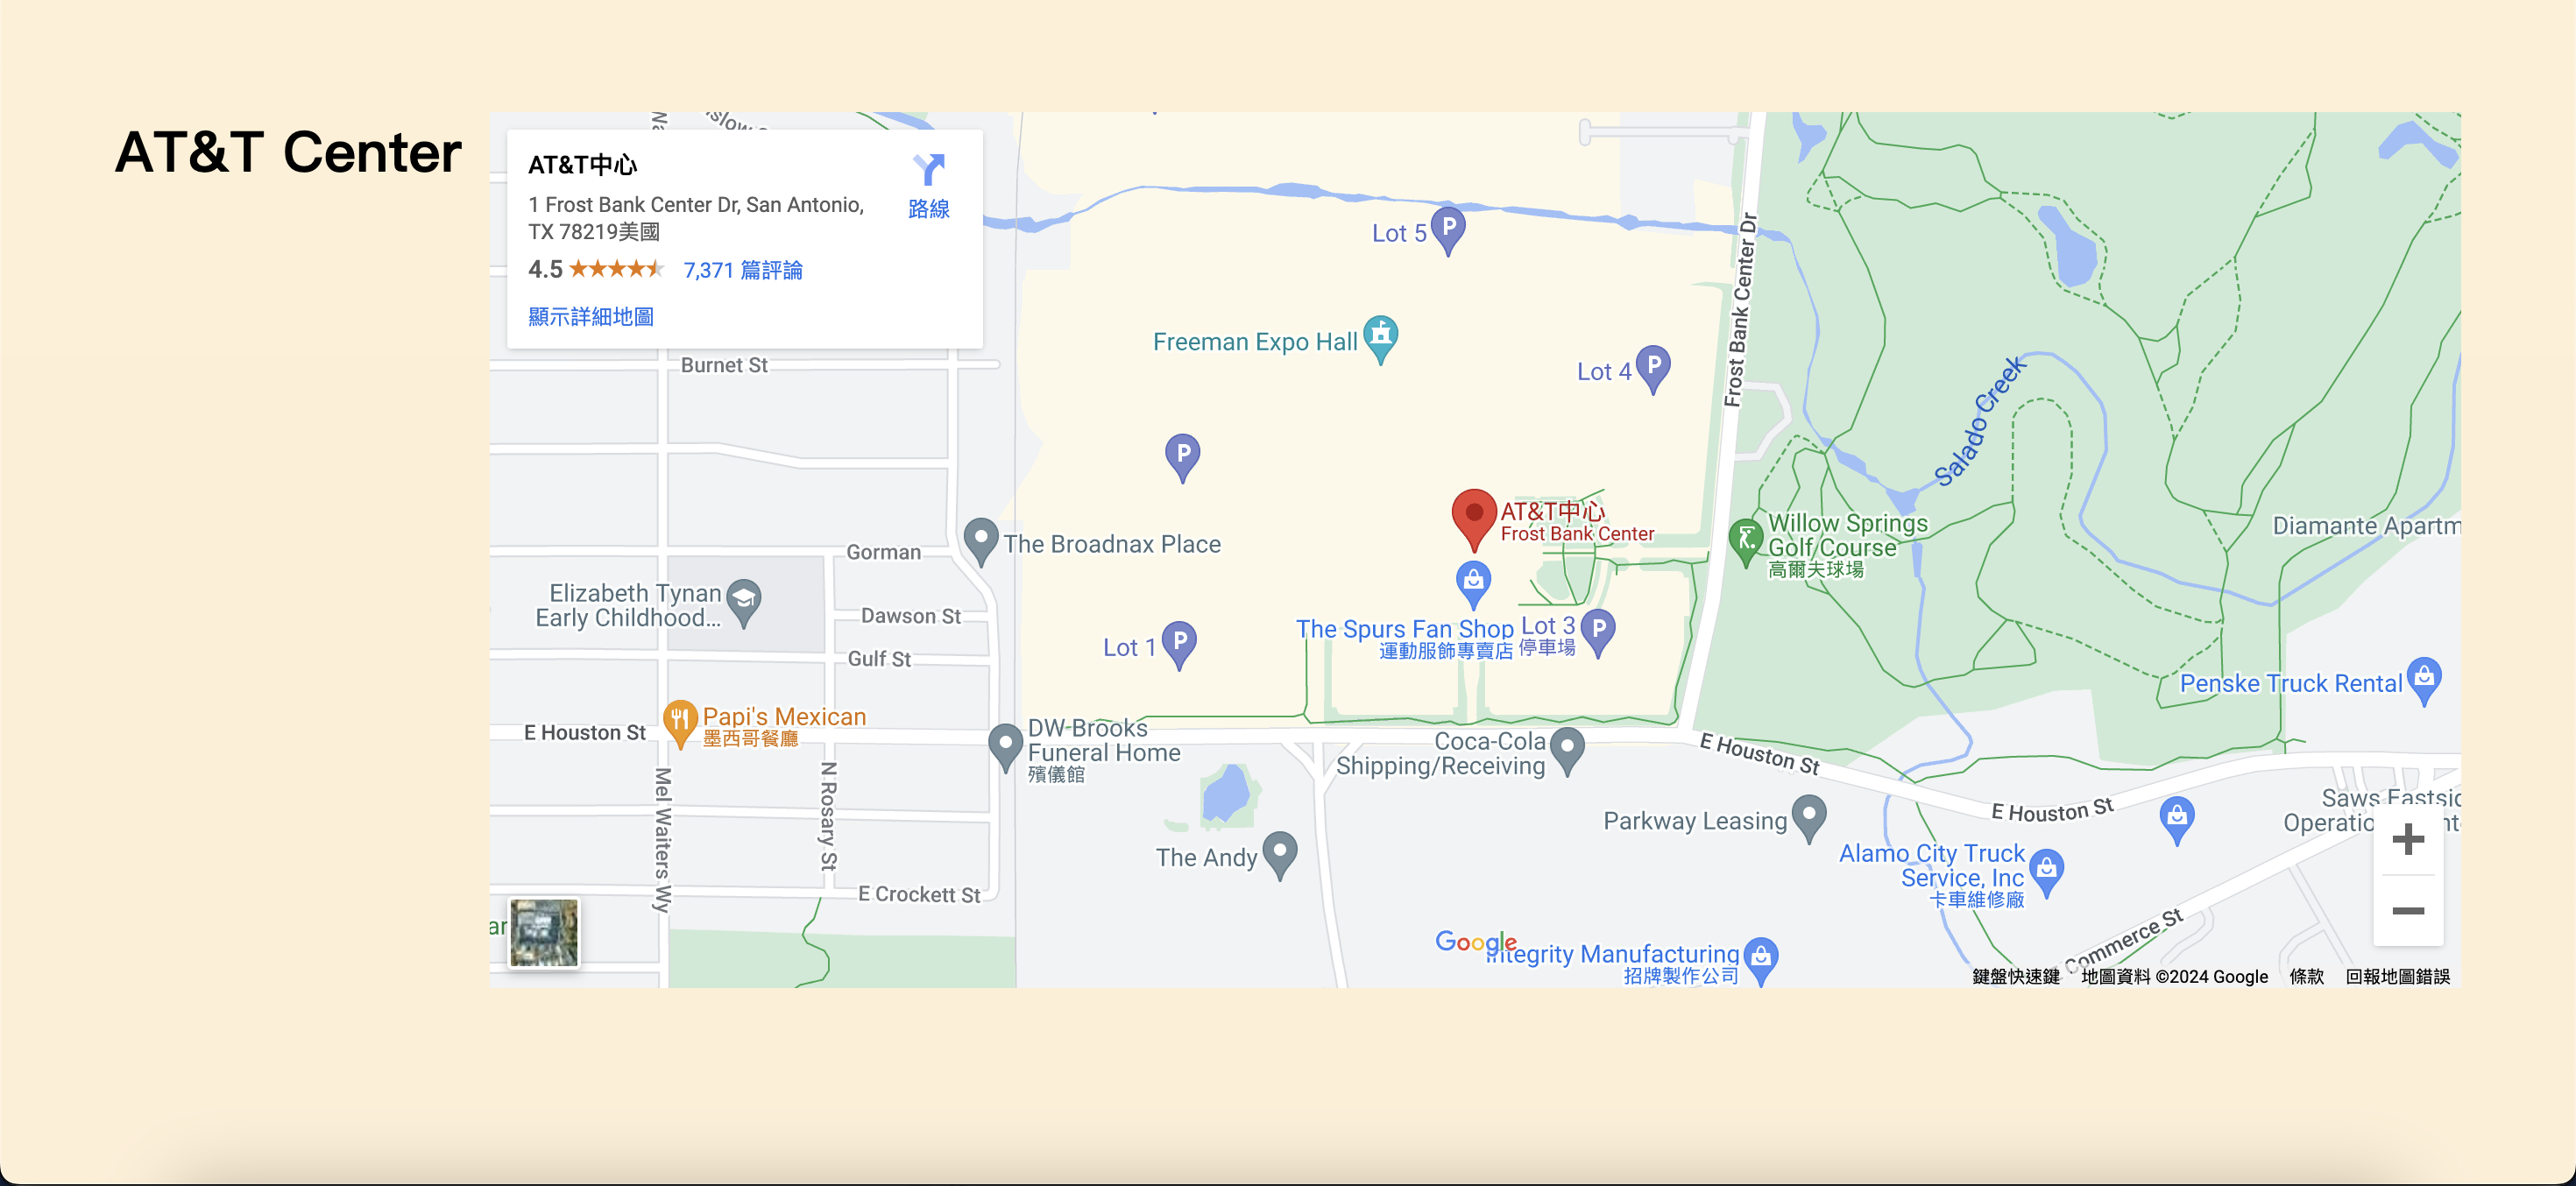 AT&T Center
AT&T中心
1 Frost Bank Center Dr, San Antonio,
TX 78219美國
路線
4.5
7,371 篇評論
顯示詳細地圖
Lot 5
P
Frost Bank Center Dr
Freeman Expo Hall
Burnet St
Lot 4
P
Salado Creek
P
AT&T中心
Frost Bank Center
Willow Springs
Golf Course
高爾夫球場
Diamante Apartm
The Broadnax Place
Gorman
Elizabeth Tynan
Early Childhood...
Dawson St
Gulf St
Lot 1
P
The Spurs Fan Shop
運動服飾專賣店
Lot 3
停車場
P
Penske Truck Rental
Papi's Mexican
墨西哥餐廳
E Houston St
DW Brooks
Funeral Home
殯儀館
Coca-Cola
Shipping/Receiving
E Houston St
E Houston St
Mel Waiters Wy
N Rosary St
Parkway Leasing
The Andy
Alamo City Truck
Service, Inc
卡車維修廠
Saws Eastsid
Operatio
E Crockett St
Commerce St
Google
Integrity Manufacturing
招牌製作公司
鍵盤快速鍵
地圖資料 ©2024 Google
條款
回報地圖錯誤